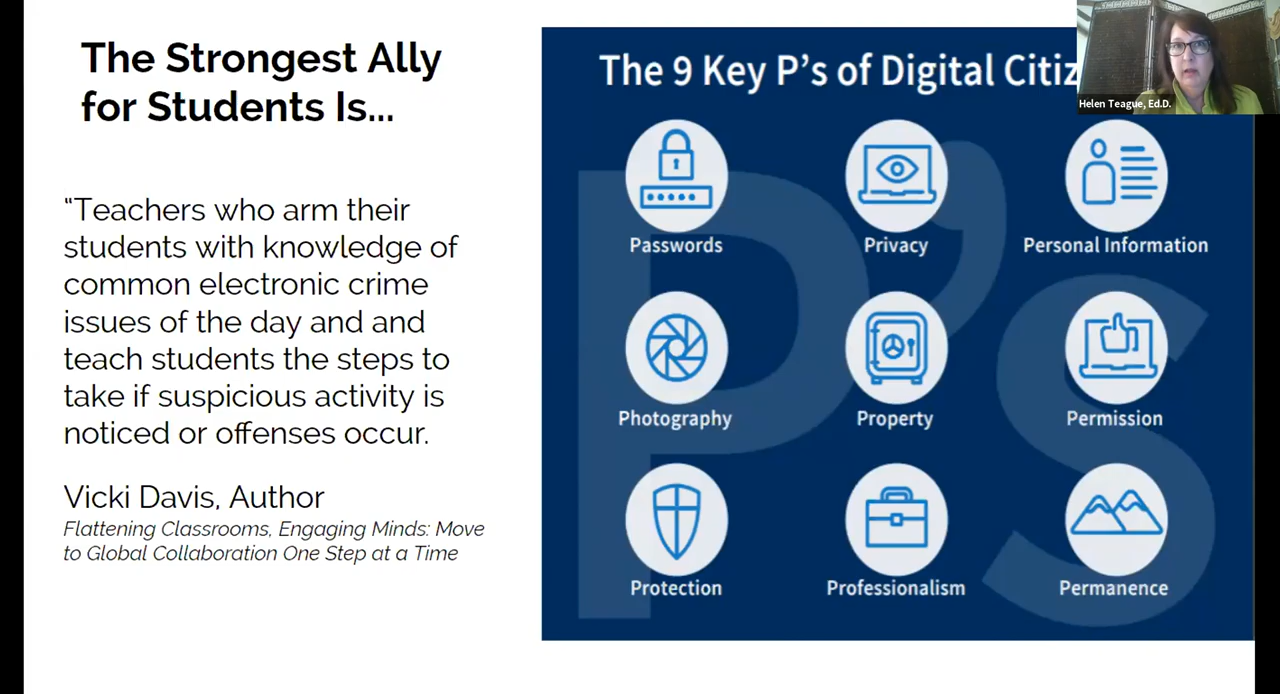 The Strongest Ally
for Students Is...
“Teachers who arm their
students with knowledge of
common electronic crime
issues of the day and and
teach students the steps to
take if suspicious activity is
noticed or offenses occur.
Vicki Davis, Author
Flattening Classrooms, Engaging Minds: Move
to Global Collaboration One Step at a Time
The 9 Key P's of Digital Citiz
P's
Passwords
Privacy
Personal Information
Photography
Property
Permission
Protection
Professionalism
Permanence
Helen Teague, Ed.D.